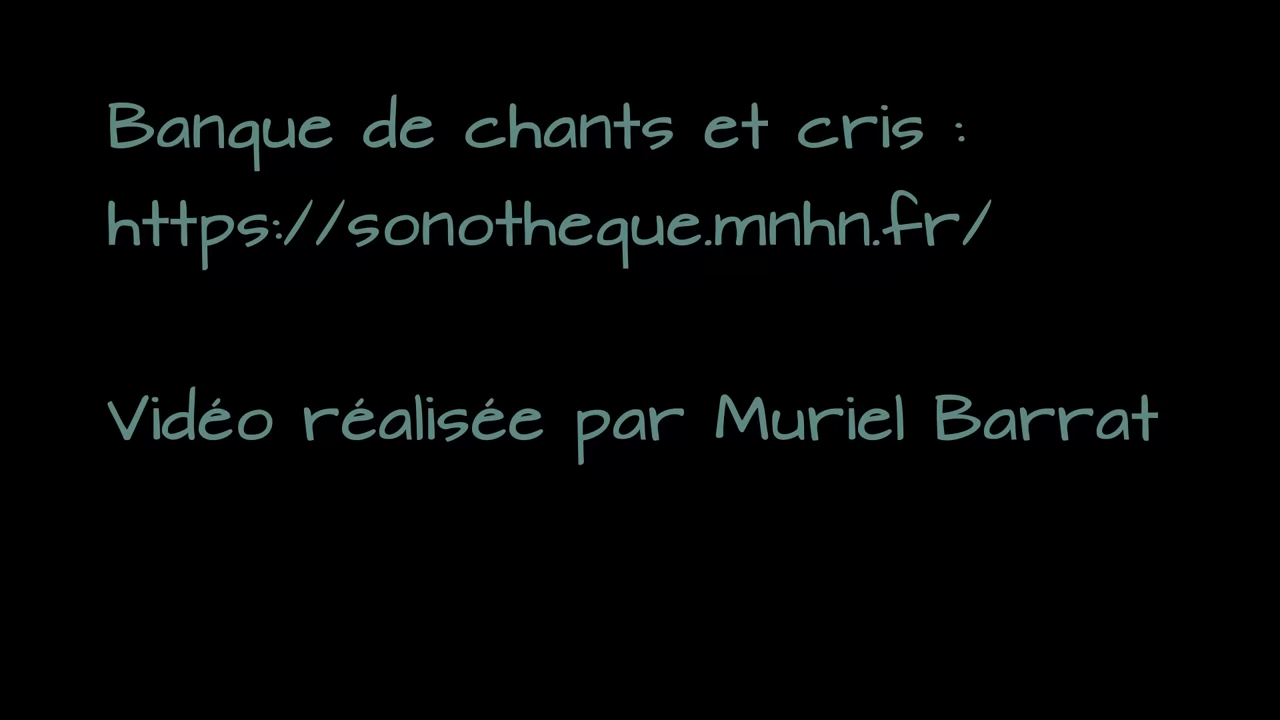 Banque de chants et cris :
https://sonotheque.mnhn.fr/
Vidéo réalisée par Muriel Barrat